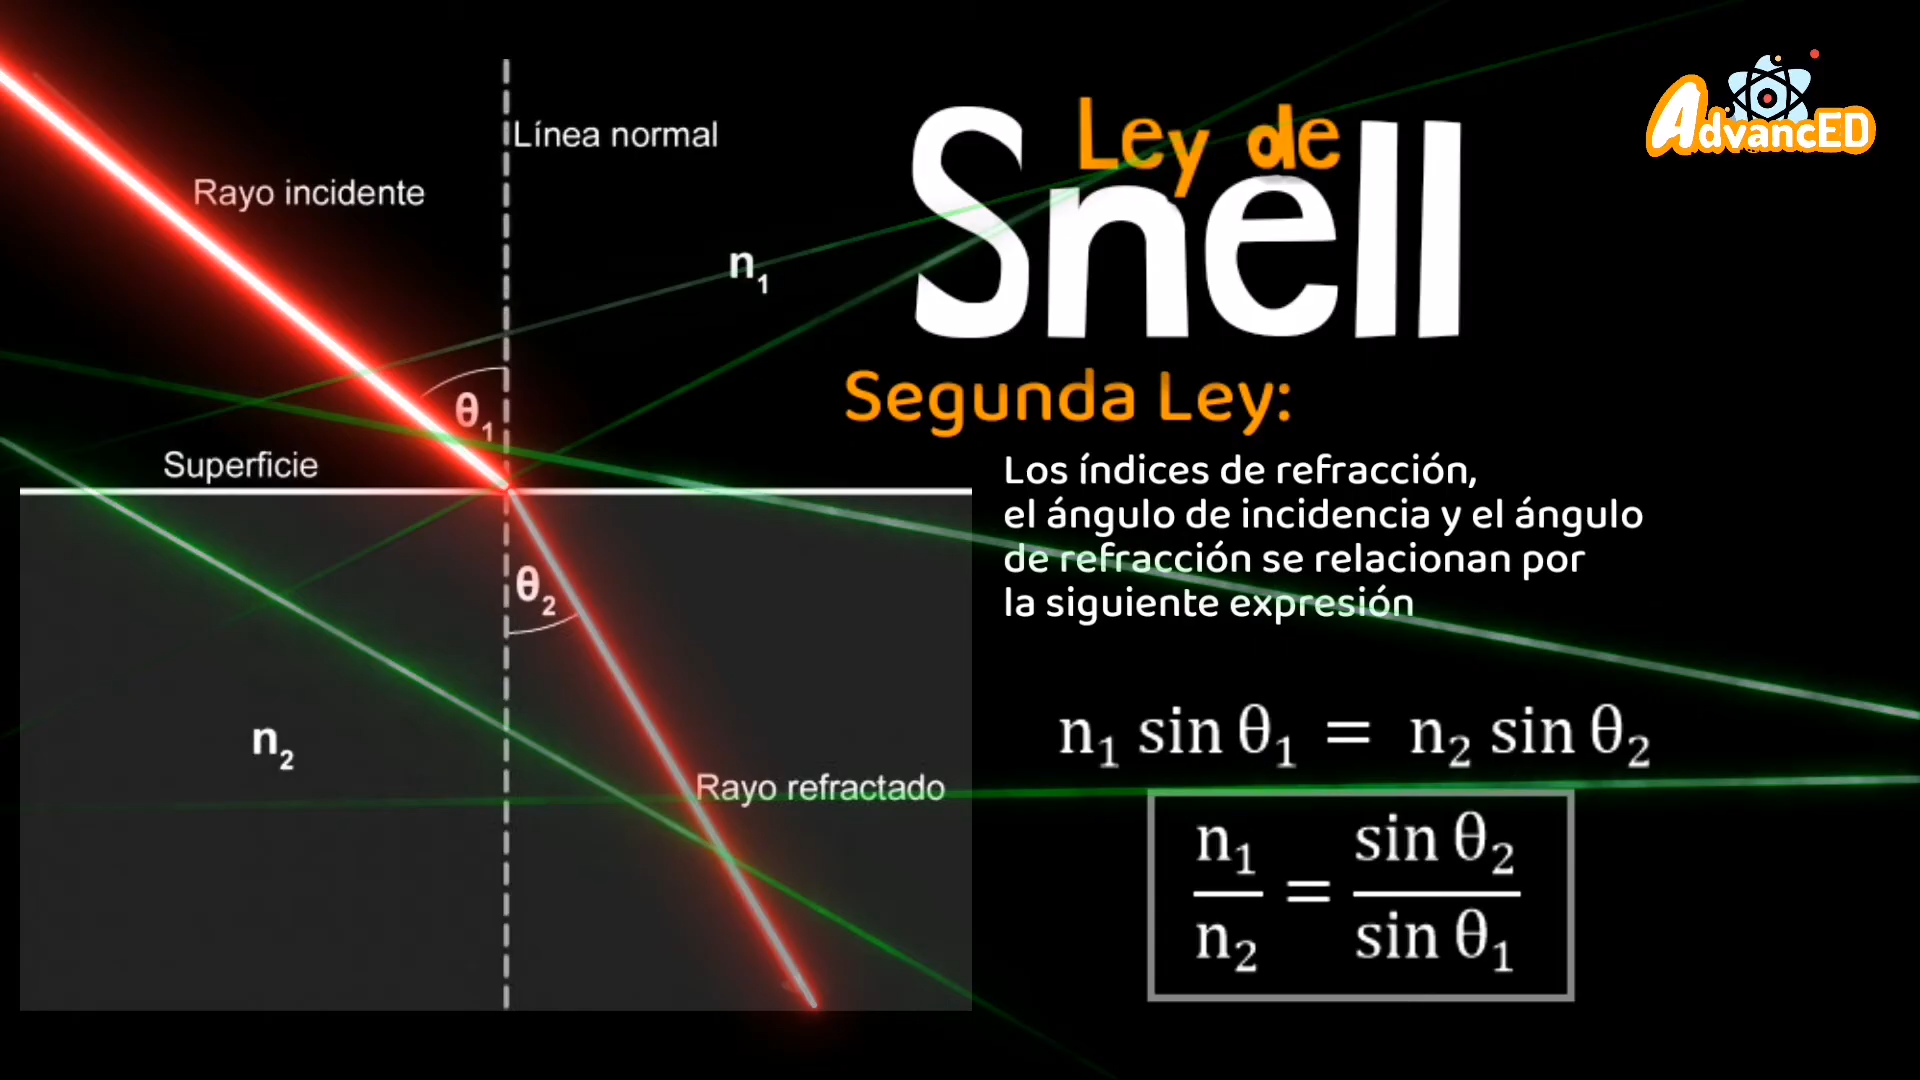 AdvancED
Ley de
Snell
Línea normal
Rayo incidente
n₁
θ₁
Superficie
θ₂
n₂
Rayo refractado
Segunda Ley:
Los índices de refracción,
el ángulo de incidencia y el ángulo
de refracción se relacionan por
la siguiente expresión
n₁ sin θ₁ = n₂ sin θ₂
n₁/n₂ = sin θ₂/sin θ₁